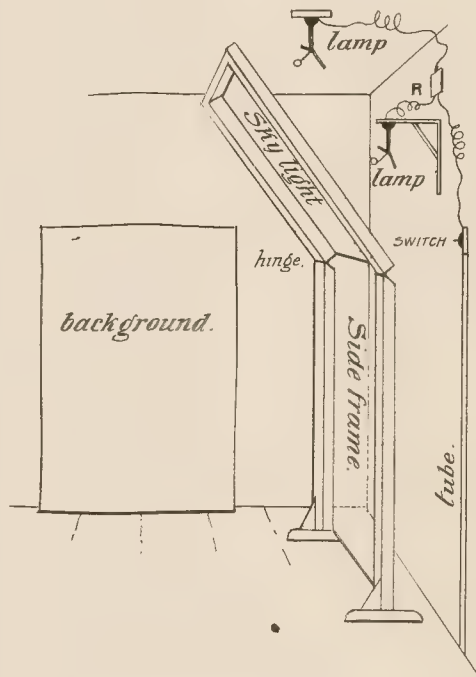 lamp
R
Sky light
lamp
SWITCH
hinge.
background.
Side frame.
tube.